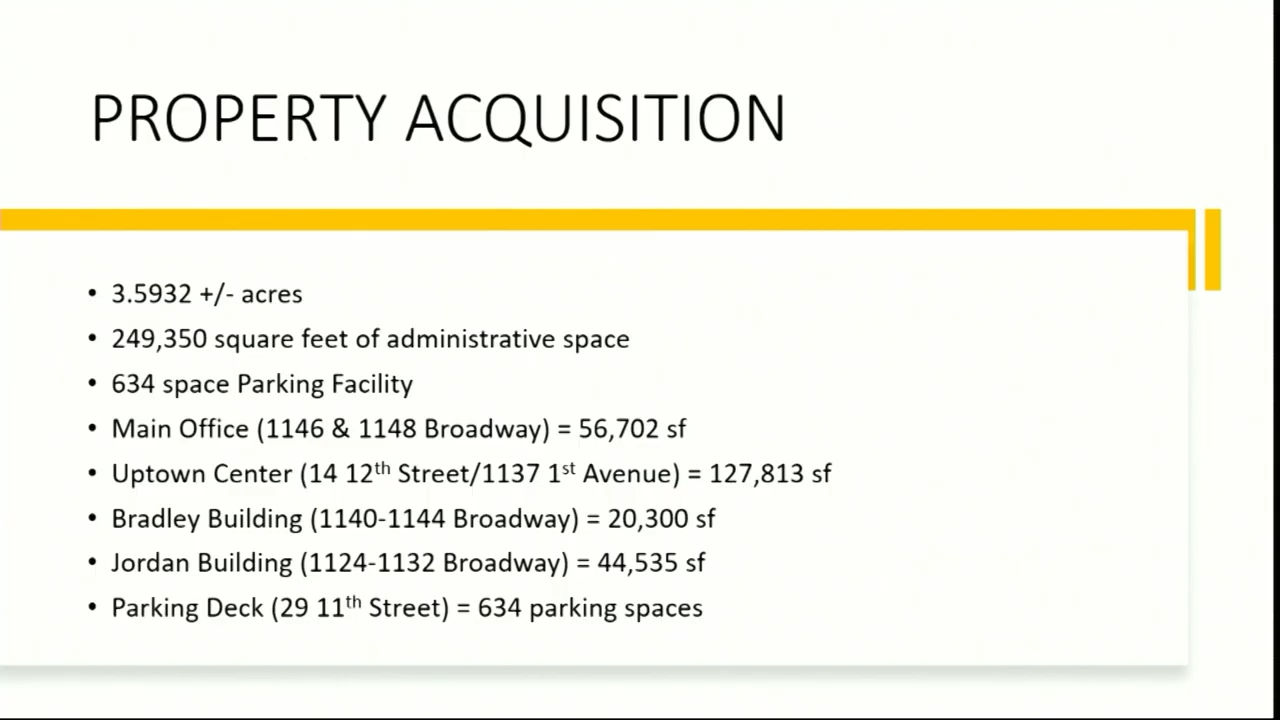 PROPERTY ACQUISITION
• 3.5932 +/- acres
• 249,350 square feet of administrative space
• 634 space Parking Facility
• Main Office (1146 & 1148 Broadway) = 56,702 sf
• Uptown Center (14 12th Street/1137 1st Avenue) = 127,813 sf
• Bradley Building (1140-1144 Broadway) = 20,300 sf
• Jordan Building (1124-1132 Broadway) = 44,535 sf
• Parking Deck (29 11th Street) = 634 parking spaces